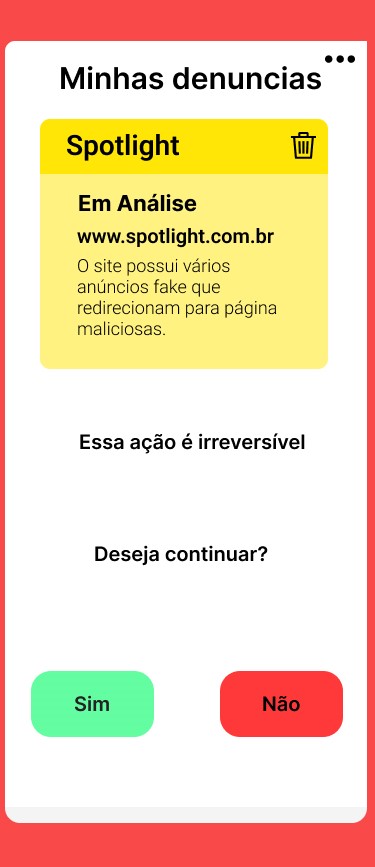 Minhas denuncias
Spotlight
Em Análise
www.spotlight.com.br
O site possui vários
anúncios fake que
redirecionam para página
maliciosas.
Essa ação é irreversível
Deseja continuar?
Sim
Não